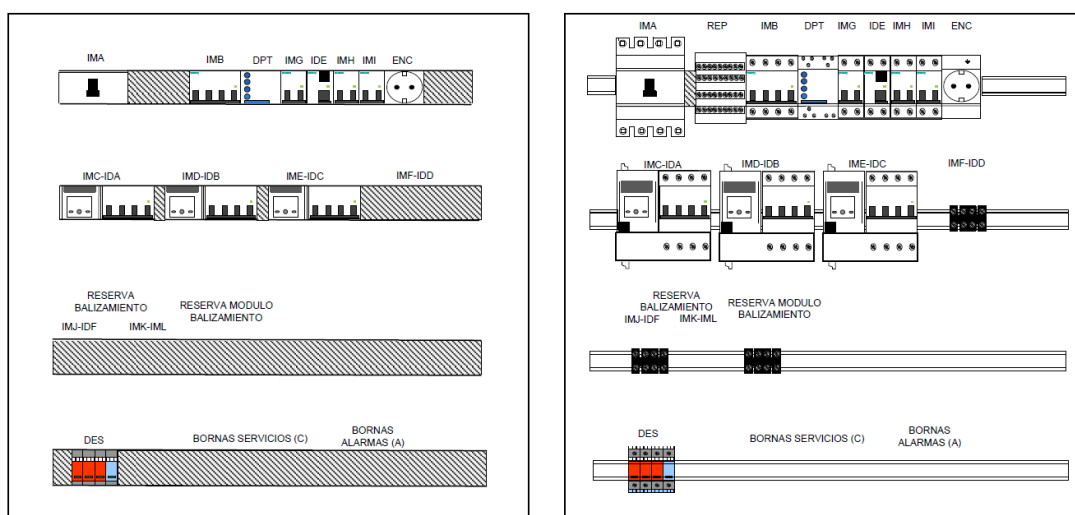 IMA IMB DPT IMG IDE IMH IMI ENC
IMC-IDA IMD-IDB IME-IDC IMF-IDD
RESERVA
BALIZAMIENTO
RESERVA MODULO
BALIZAMIENTO
IMJ-IDF IMK-IML
DES BORNAS SERVICIOS (C)
BORNAS
ALARMAS (A)
IMA REP IMB DPT IMG IDE IMH IMI ENC
IMC-IDA IMD-IDB IME-IDC IMF-IDD
RESERVA
BALIZAMIENTO
RESERVA MODULO
BALIZAMIENTO
IMJ-IDF IMK-IML
DES BORNAS SERVICIOS (C)
BORNAS
ALARMAS (A)